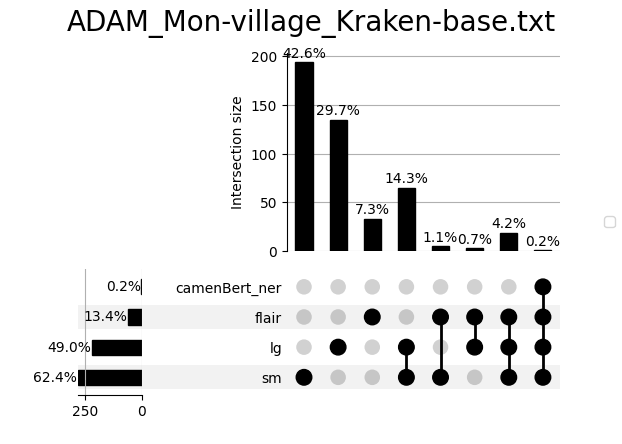 ADAM_Mon-village_Kraken-base.txt
200
150
100
50
0
Intersection size
42.6%
29.7%
7.3%
14.3%
1.1%
0.7%
4.2%
0.2%
0.2% camenBert_ner
13.4% flair
49.0% lg
62.4% sm
250 0